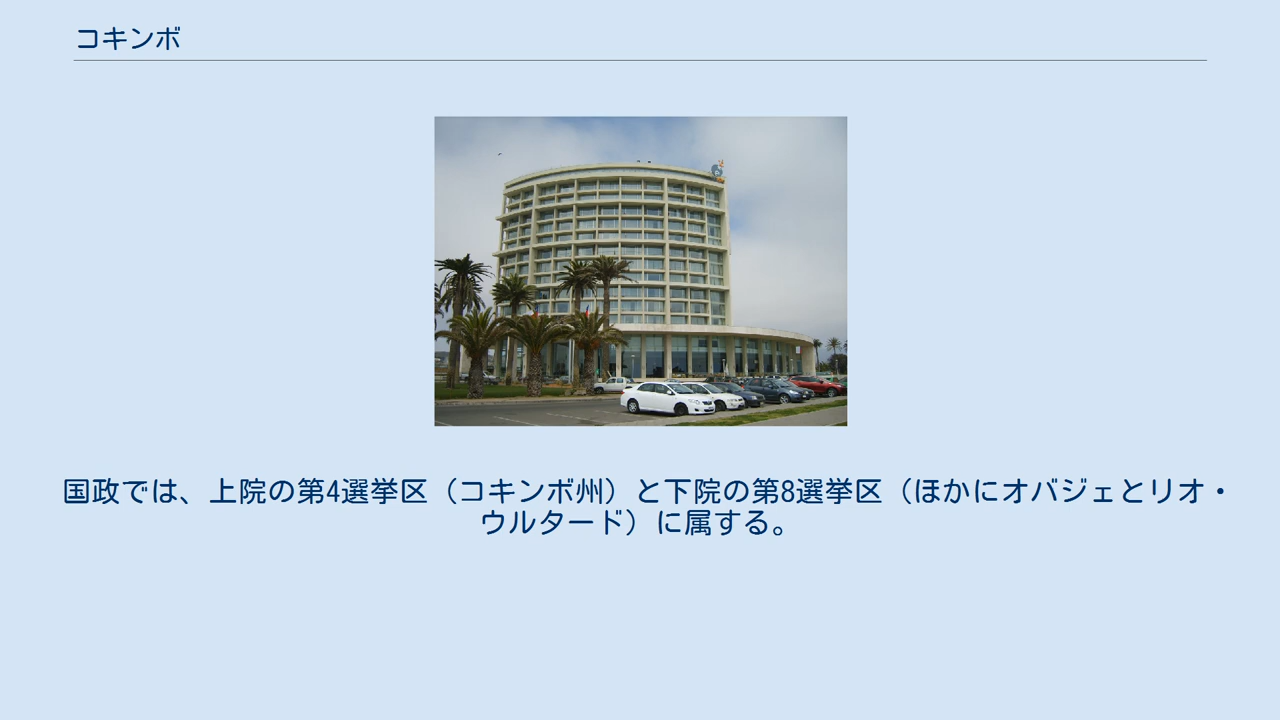 コキンボ
国政では、上院の第4選挙区（コキンボ州）と下院の第8選挙区（ほかにオバジェとリオ・
ウルタード）に属する。